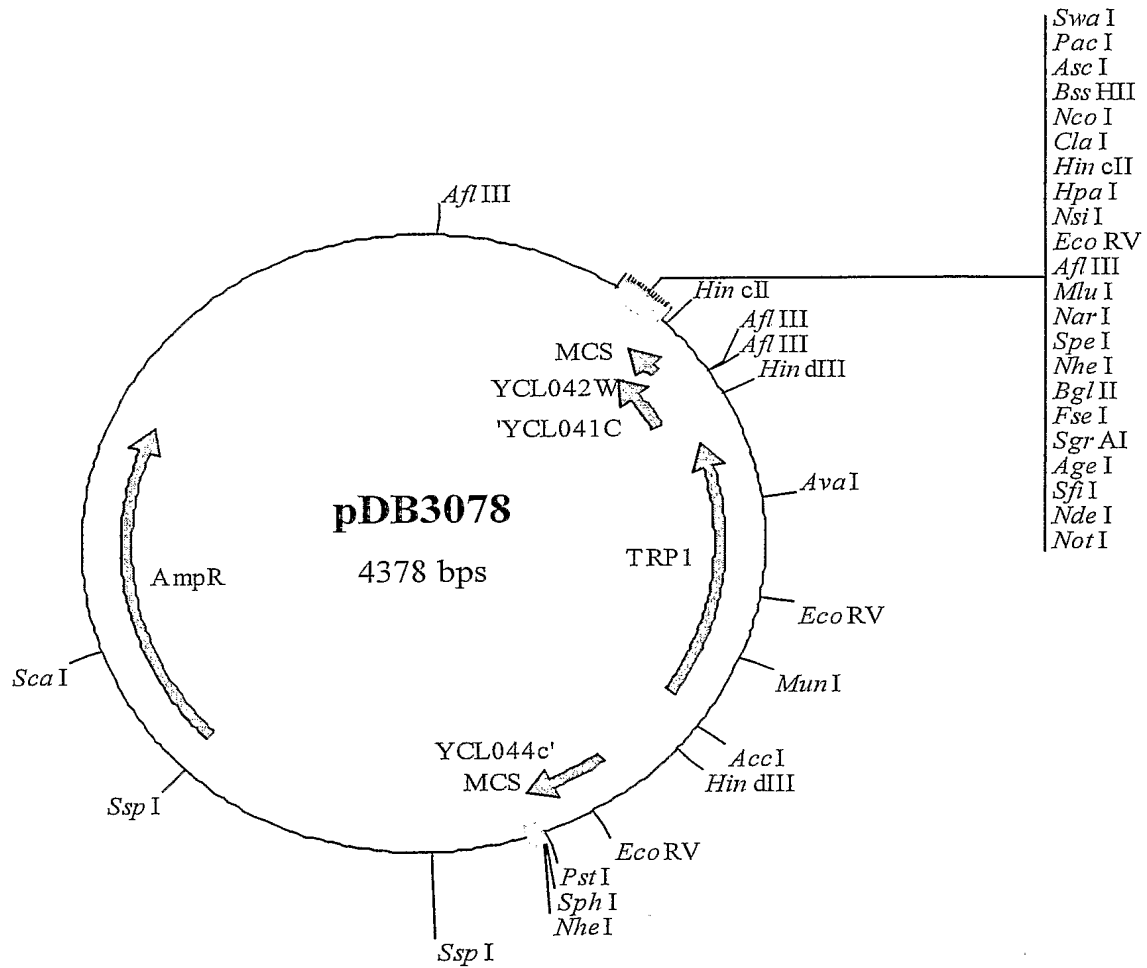 Swa I
Pac I
Asc I
Bss HII
Nco I
Cla I
Hin cII
Hpa I
Nsi I
Eco RV
Afl III
Mlu I
Nar I
Spe I
Nhe I
Bgl II
Fse I
Sgr AI
Age I
Sfi I
Nde I
Not I
Afl III
Hin cII
Afl III
Afl III
Hin dIII
MCS
YCL042W
'YCL041C
Ava I
pDB3078
4378 bps
TRP1
AmpR
Eco RV
Mun I
Sca I
Acc I
Hin dIII
YCL044c'
MCS
Ssp I
Eco RV
Pst I
Sph I
Nhe I
Ssp I